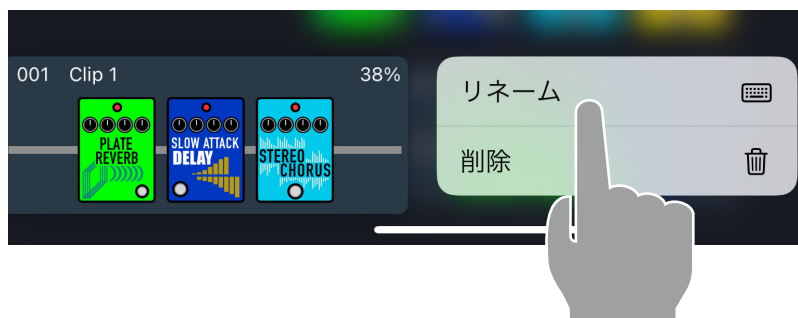 001 Clip 1 38%
PLATE
REVERB
SLOW ATTACK
DELAY
STEREO
CHORUS
リネーム
削除